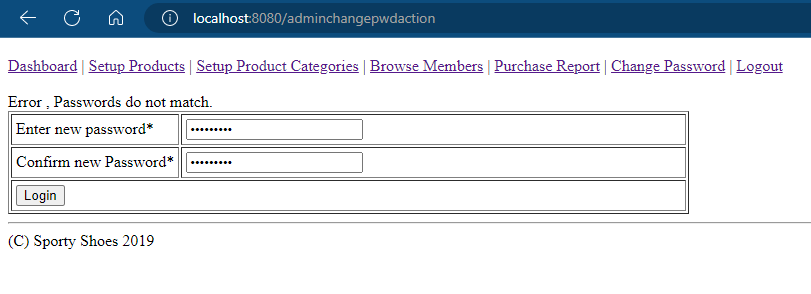 localhost:8080/adminchangepwdaction
Dashboard | Setup Products | Setup Product Categories | Browse Members | Purchase Report | Change Password | Logout
Error , Passwords do not match.
Enter new password* •••••••••
Confirm new Password* •••••••••
Login
(C) Sporty Shoes 2019